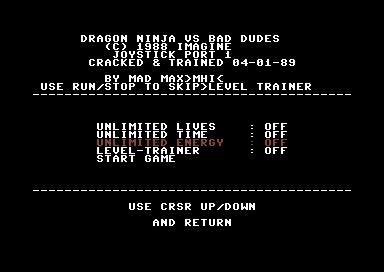 DRAGON NINJA VS BAD DUDES
(C) 1988 IMAGINE
JOYSTICK PORT 1
CRACKED & TRAINED 04-01-89
BY MAD MAX>MHI<
USE RUN/STOP TO SKIP>LEVEL TRAINER
UNLIMITED LIVES : OFF
UNLIMITED TIME : OFF
UNLIMITED ENERGY : OFF
LEVEL-TRAINER : OFF
START GAME
USE CRSR UP/DOWN
AND RETURN